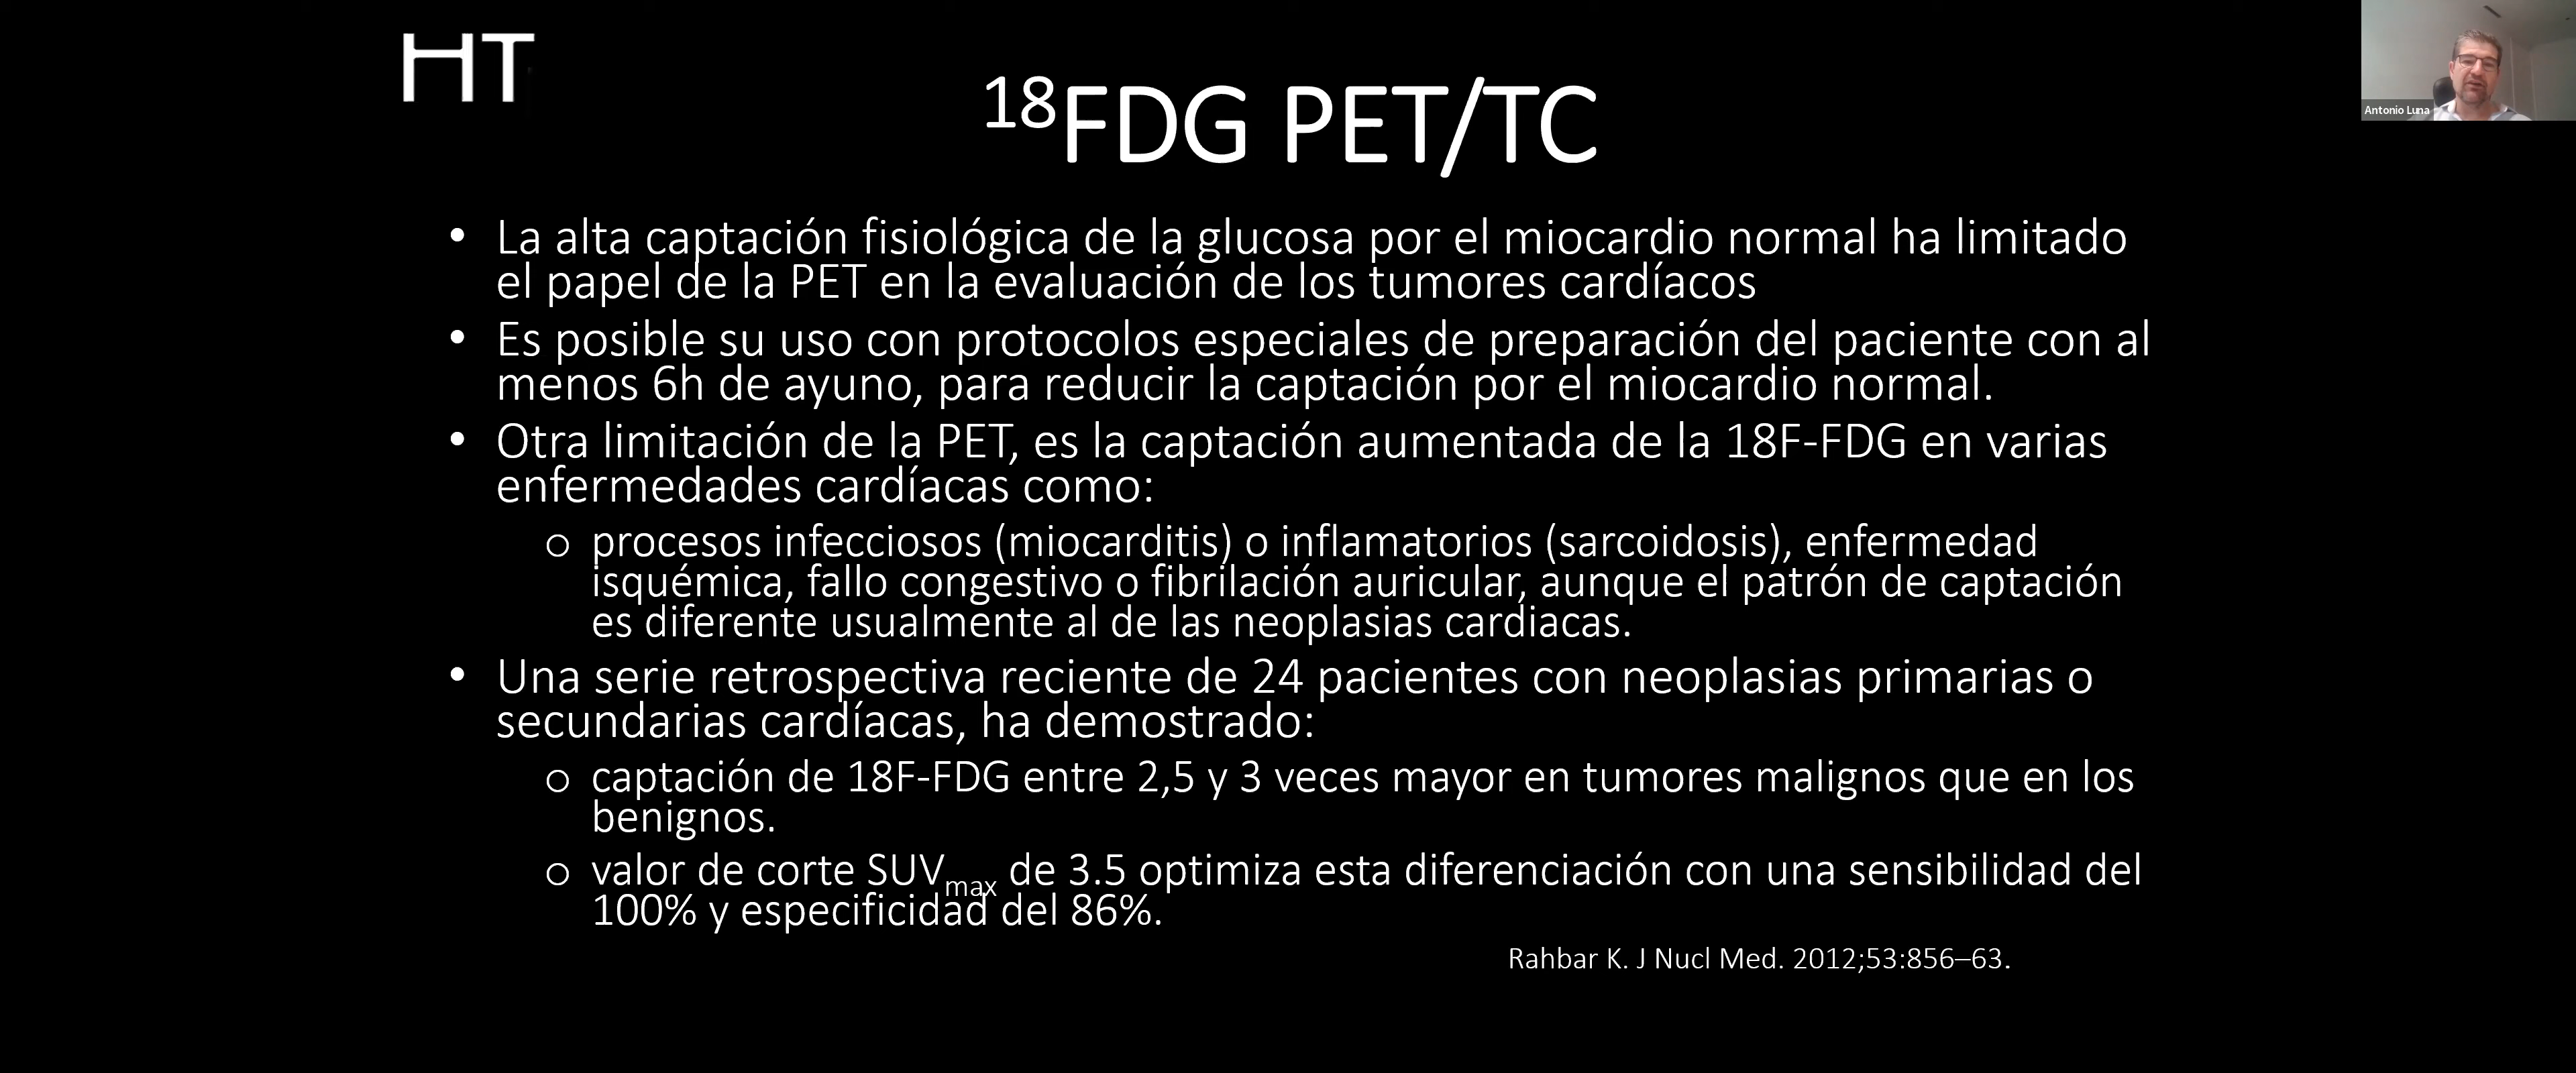 HT
Antonio Luna
18FDG PET/TC
• La alta captación fisiológica de la glucosa por el miocardio normal ha limitado
el papel de la PET en la evaluación de los tumores cardíacos
• Es posible su uso con protocolos especiales de preparación del paciente con al
menos 6h de ayuno, para reducir la captación por el miocardio normal.
• Otra limitación de la PET, es la captación aumentada de la 18F-FDG en varias
enfermedades cardíacas como:
o procesos infecciosos (miocarditis) o inflamatorios (sarcoidosis), enfermedad
isquémica, fallo congestivo o fibrilación auricular, aunque el patrón de captación
es diferente usualmente al de las neoplasias cardiacas.
• Una serie retrospectiva reciente de 24 pacientes con neoplasias primarias o
secundarias cardíacas, ha demostrado:
o captación de 18F-FDG entre 2,5 y 3 veces mayor en tumores malignos que en los
benignos.
o valor de corte SUVmax de 3.5 optimiza esta diferenciación con una sensibilidad del
100% y especificidad del 86%.
Rahbar K. J Nucl Med. 2012;53:856–63.